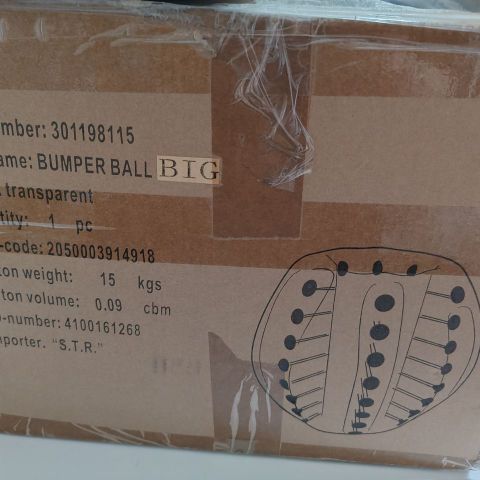 mber: 301198115
ame: BUMPER BALL BIG
transparent
tity: 1 pc
-code: 2050003914918
ton weight: 15 kgs
ton volume: 0.09 cbm
o-number: 4100161268
mporter. "S.T.R."